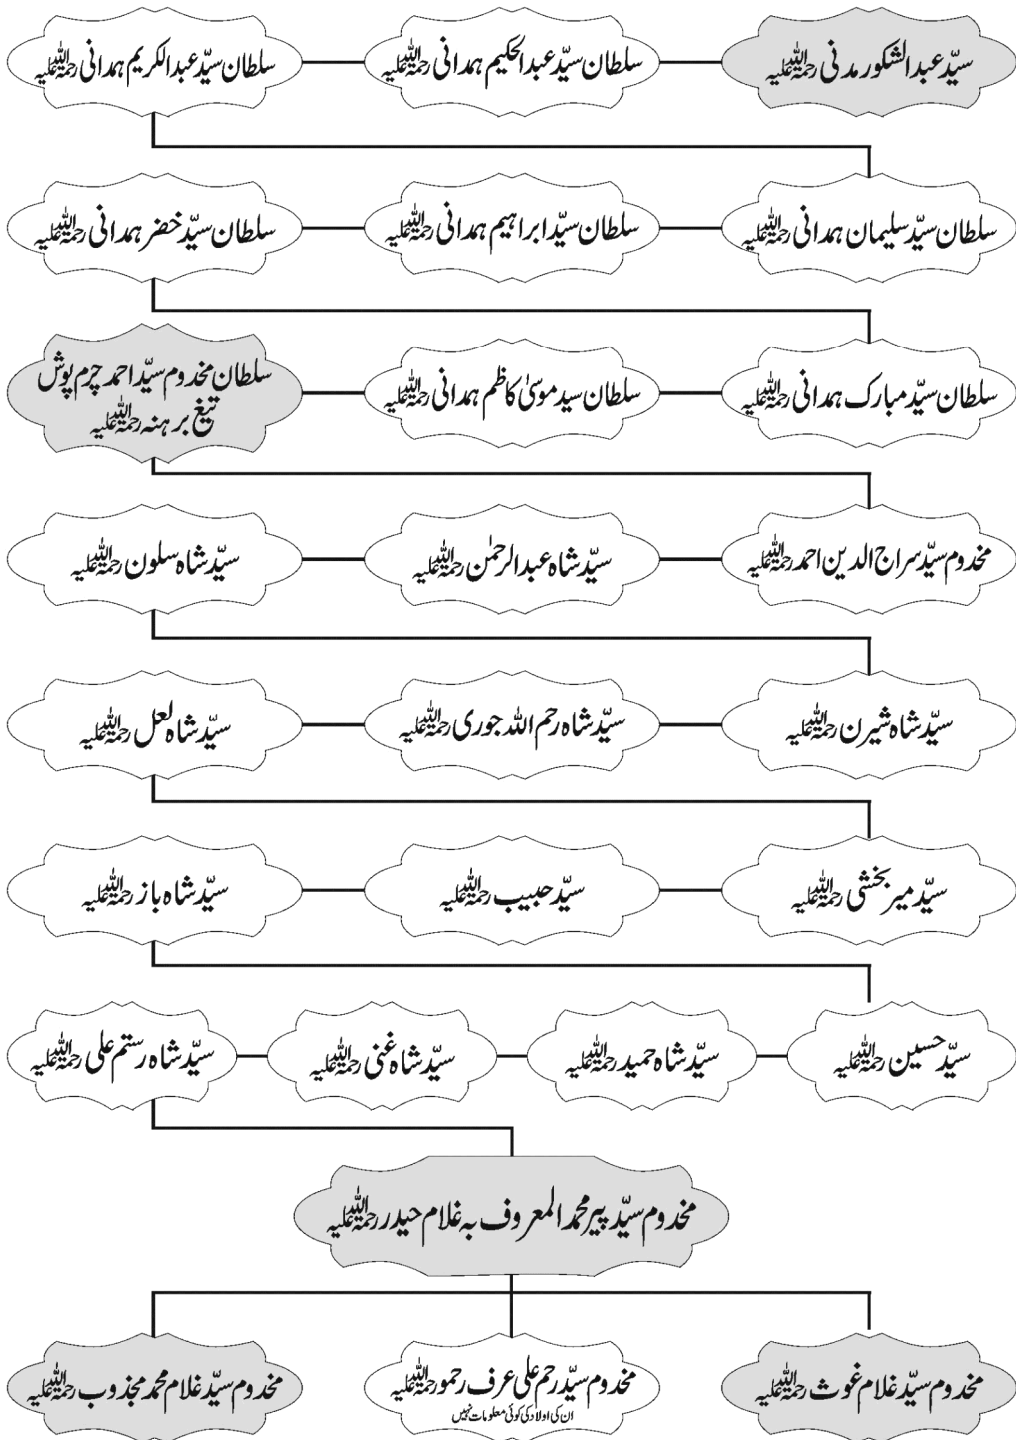 سیّد عبدالشکور مدنی رحمۃ اللہ علیہ
سلطان سیّد عبدالحکیم ہمدانی رحمۃ اللہ علیہ
سلطان سیّد عبدالکریم ہمدانی رحمۃ اللہ علیہ
سلطان سیّد سلیمان ہمدانی رحمۃ اللہ علیہ
سلطان سیّد ابراہیم ہمدانی رحمۃ اللہ علیہ
سلطان سیّد خضر ہمدانی رحمۃ اللہ علیہ
سلطان سیّد مبارک ہمدانی رحمۃ اللہ علیہ
سلطان سید موسیٰ کاظم ہمدانی رحمۃ اللہ علیہ
سلطان مخدوم سیّد احمد چرم پوش
تیغ برہنہ رحمۃ اللہ علیہ
مخدوم سیّد سراج الدین احمد رحمۃ اللہ علیہ
سیّد شاہ عبدالرحمٰن رحمۃ اللہ علیہ
سیّد شاہ سلون رحمۃ اللہ علیہ
سیّد شاہ شیرن رحمۃ اللہ علیہ
سیّد شاہ رحم اللہ جوری رحمۃ اللہ علیہ
سیّد شاہ لعل رحمۃ اللہ علیہ
سیّد میر بخشی رحمۃ اللہ علیہ
سیّد حبیب رحمۃ اللہ علیہ
سیّد شاہ باز رحمۃ اللہ علیہ
سیّد حسین رحمۃ اللہ علیہ
سیّد شاہ حمید رحمۃ اللہ علیہ
سیّد شاہ غنی رحمۃ اللہ علیہ
سیّد شاہ رستم علی رحمۃ اللہ علیہ
مخدوم سیّد پیر محمد المعروف بہ غلام حیدر رحمۃ اللہ علیہ
مخدوم سیّد غلام غوث رحمۃ اللہ علیہ
مخدوم سیّد رحم علی عرف رحمو رحمۃ اللہ علیہ
ان کی اولاد کی کوئی معلومات نہیں
مخدوم سیّد غلام محمد مجذوب رحمۃ اللہ علیہ